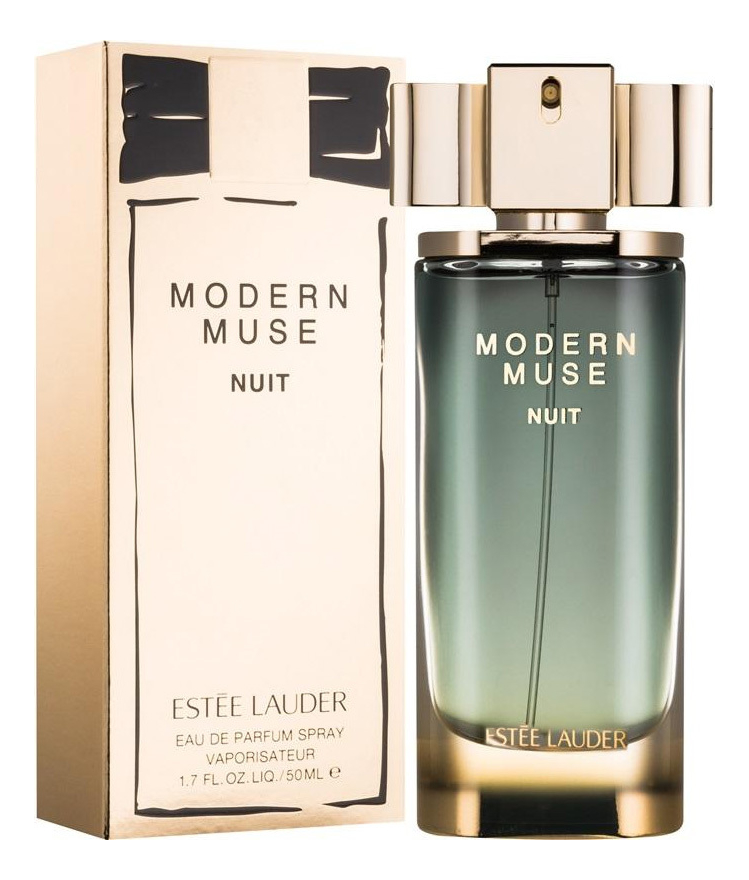 MODERN
MUSE
NUIT
ESTĒE LAUDER
EAU DE PARFUM SPRAY
VAPORISATEUR
1.7 FL.OZ.LIQ./50ML ℮
MODERN
MUSE
NUIT
ESTĒE LAUDER